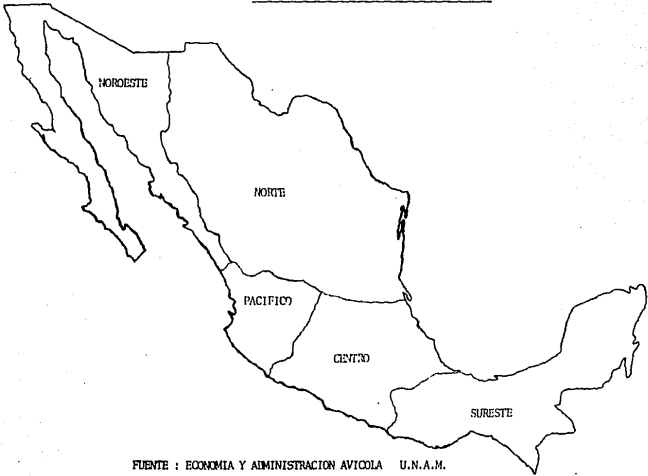 NOROESTE
NORTE
PACIFICO
CENTRO
SURESTE
FUENTE : ECONOMIA Y ADMINISTRACION AVICOLA U.N.A.M.